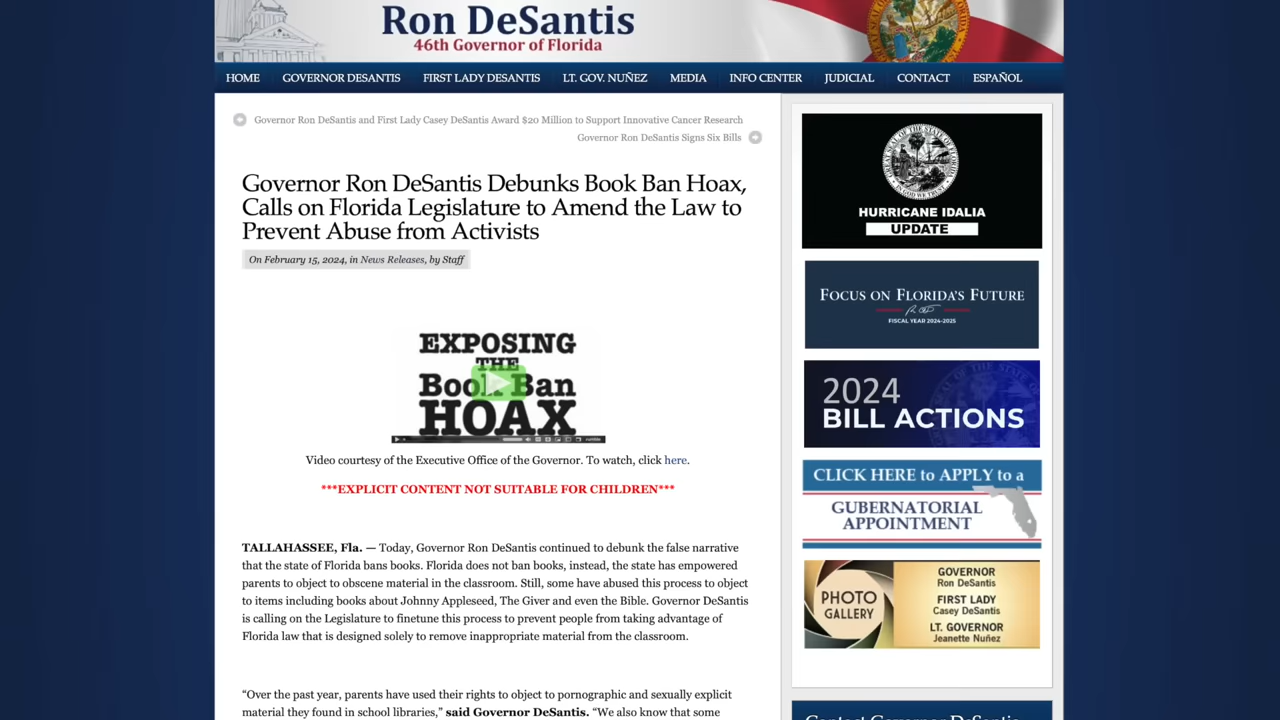 Ron DeSantis
46th Governor of Florida
HOME GOVERNOR DESANTIS FIRST LADY DESANTIS LT. GOV. NUÑEZ MEDIA INFO CENTER JUDICIAL CONTACT ESPAÑOL
Governor Ron DeSantis and First Lady Casey DeSantis Award $20 Million to Support Innovative Cancer Research
Governor Ron DeSantis Signs Six Bills
Governor Ron DeSantis Debunks Book Ban Hoax,
Calls on Florida Legislature to Amend the Law to
Prevent Abuse from Activists
On February 15, 2024, in News Releases, by Staff
EXPOSING
THE
Book Ban
HOAX
Video courtesy of the Executive Office of the Governor. To watch, click here.
***EXPLICIT CONTENT NOT SUITABLE FOR CHILDREN***
TALLAHASSEE, Fla. — Today, Governor Ron DeSantis continued to debunk the false narrative
that the state of Florida bans books. Florida does not ban books, instead, the state has empowered
parents to object to obscene material in the classroom. Still, some have abused this process to object
to items including books about Johnny Appleseed, The Giver and even the Bible. Governor DeSantis
is calling on the Legislature to finetune this process to prevent people from taking advantage of
Florida law that is designed solely to remove inappropriate material from the classroom.
“Over the past year, parents have used their rights to object to pornographic and sexually explicit
material they found in school libraries,” said Governor DeSantis. “We also know that some
HURRICANE IDALIA
UPDATE
FOCUS ON FLORIDA'S FUTURE
FISCAL YEAR 2024-2025
2024
BILL ACTIONS
CLICK HERE to APPLY to a
GUBERNATORIAL
APPOINTMENT
PHOTO
GALLERY
GOVERNOR
Ron DeSantis
FIRST LADY
Casey DeSantis
LT. GOVERNOR
Jeanette Nuñez
Contact Governor DeSantis